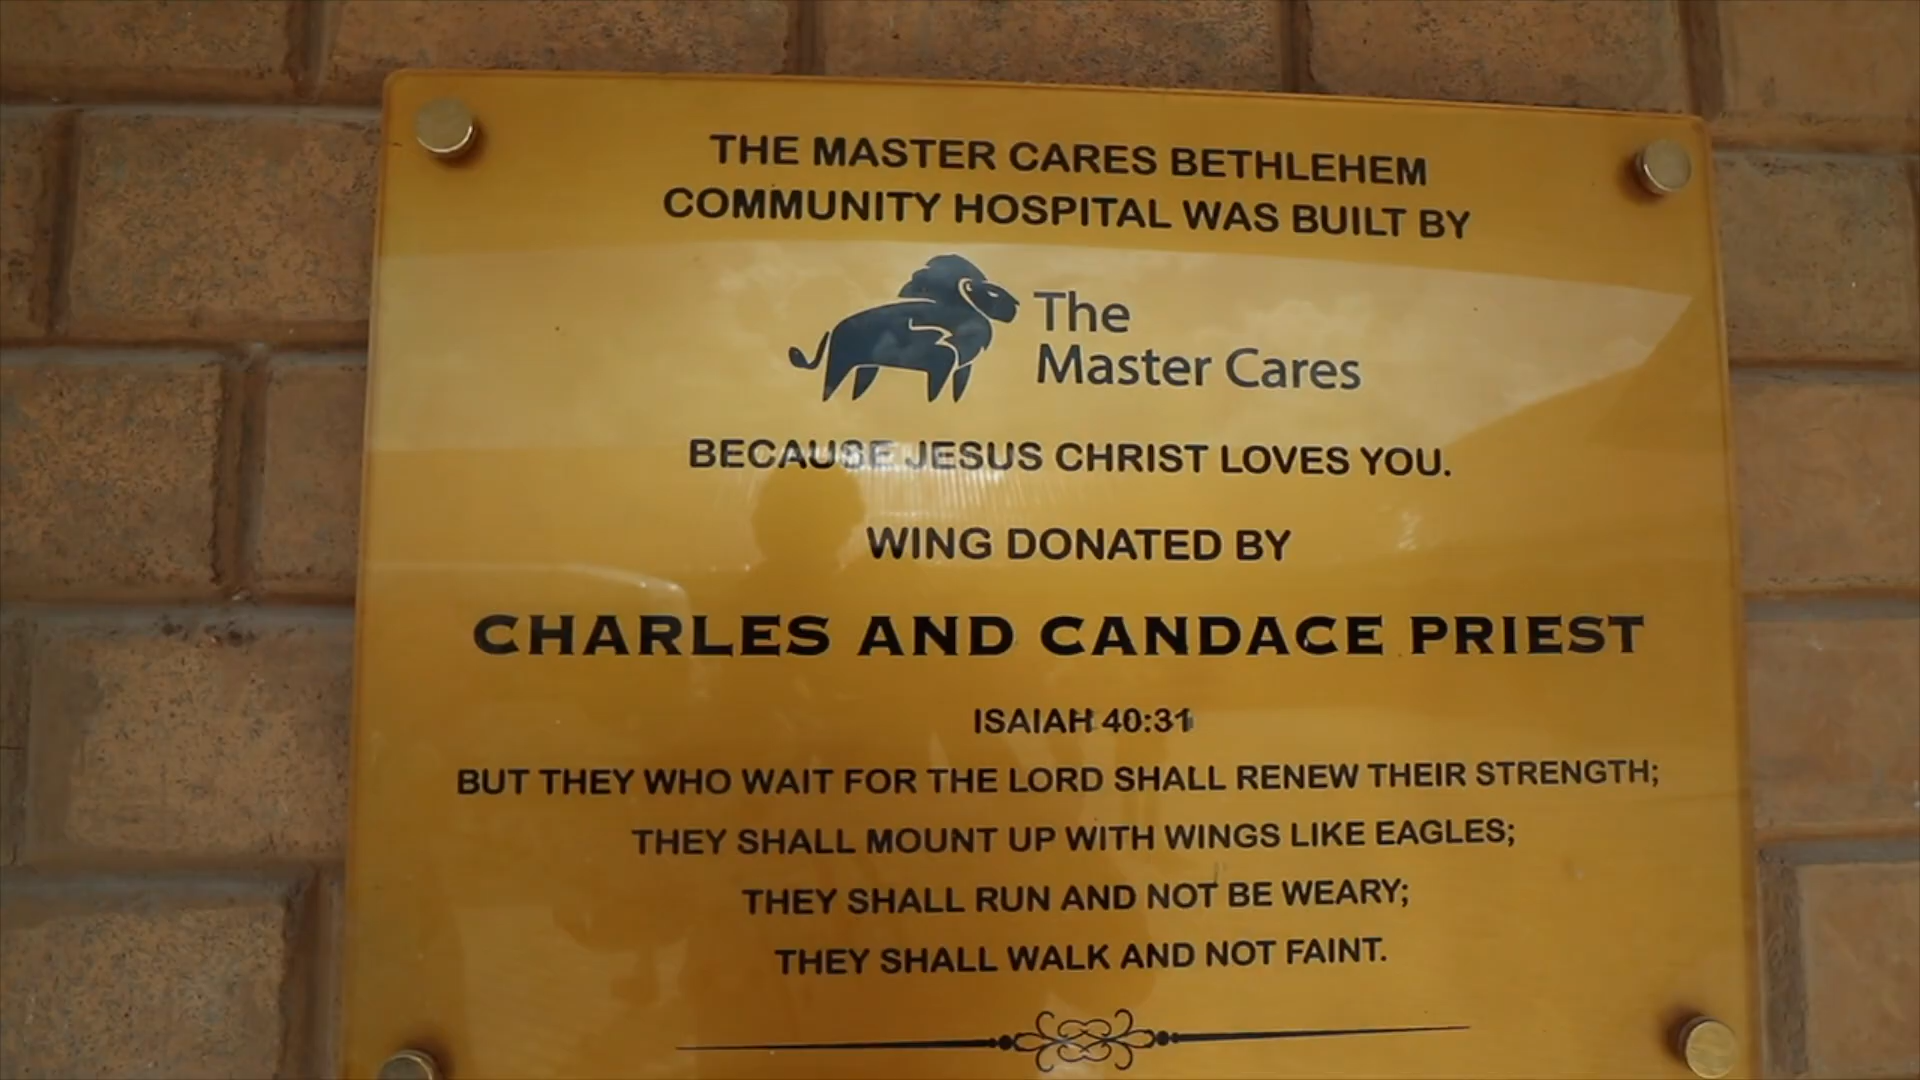 THE MASTER CARES BETHLEHEM
COMMUNITY HOSPITAL WAS BUILT BY
The
Master Cares
BECAUSE JESUS CHRIST LOVES YOU.
WING DONATED BY
CHARLES AND CANDACE PRIEST
ISAIAH 40:31
BUT THEY WHO WAIT FOR THE LORD SHALL RENEW THEIR STRENGTH;
THEY SHALL MOUNT UP WITH WINGS LIKE EAGLES;
THEY SHALL RUN AND NOT BE WEARY;
THEY SHALL WALK AND NOT FAINT.